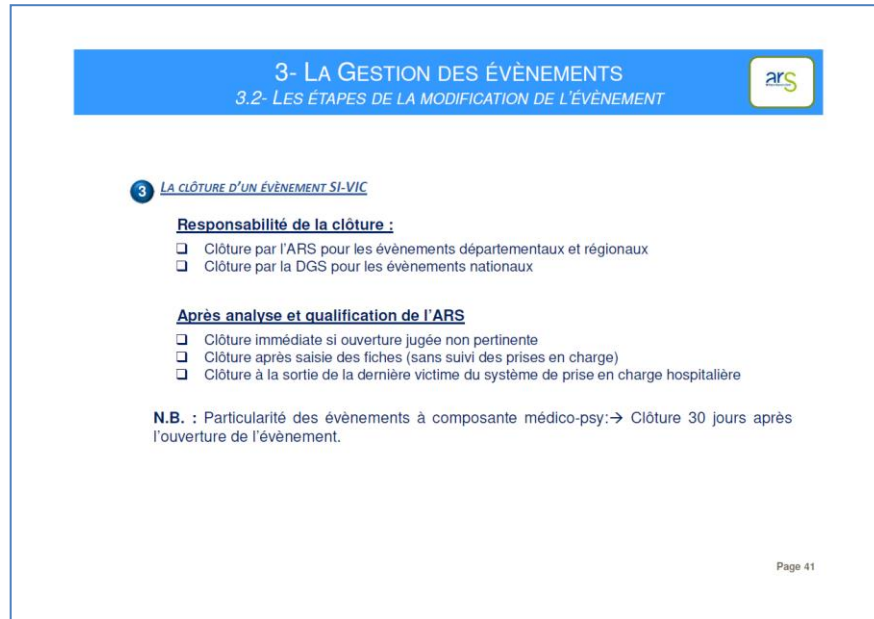 3- LA GESTION DES ÉVÈNEMENTS
3.2- LES ÉTAPES DE LA MODIFICATION DE L'ÉVÈNEMENT
ars
3 LA CLÔTURE D'UN ÉVÈNEMENT SI-VIC
Responsabilité de la clôture :
❑ Clôture par l'ARS pour les évènements départementaux et régionaux
❑ Clôture par la DGS pour les évènements nationaux
Après analyse et qualification de l'ARS
❑ Clôture immédiate si ouverture jugée non pertinente
❑ Clôture après saisie des fiches (sans suivi des prises en charge)
❑ Clôture à la sortie de la dernière victime du système de prise en charge hospitalière
N.B. : Particularité des évènements à composante médico-psy:→ Clôture 30 jours après
l'ouverture de l'évènement.
Page 41